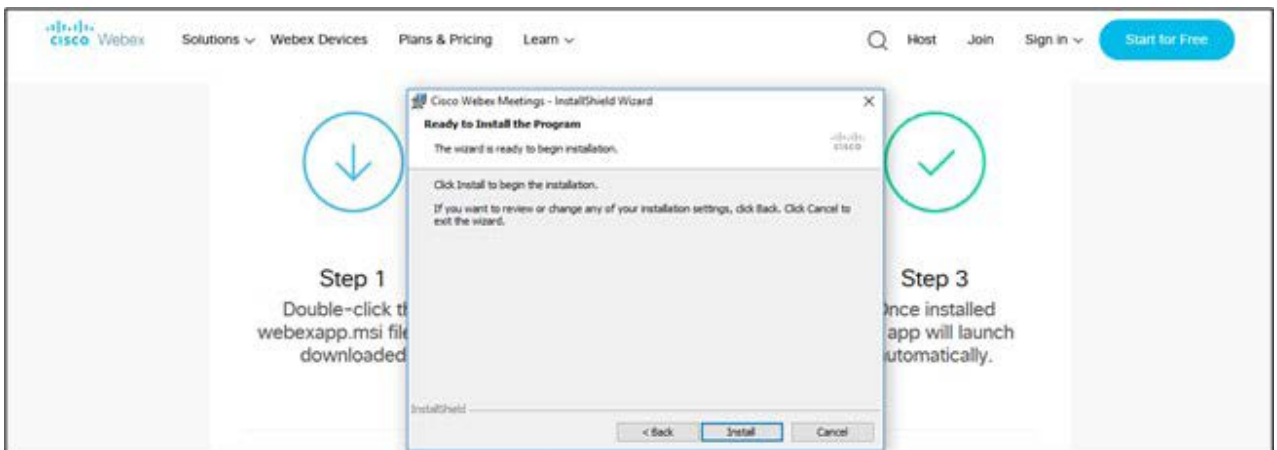 cisco Webex Solutions Webex Devices Plans & Pricing Learn Host Join Sign in Start for Free
Cisco Webex Meetings - InstallShield Wizard
Ready to Install the Program
The wizard is ready to begin installation.
cisco
Click Install to begin the installation.
If you want to review or change any of your installation settings, click Back. Click Cancel to
exit the wizard.
Step 1
Double-click
webexapp.msi
downloaded
Step 3
installed
app will launch
InstallShield
< Back Install Cancel